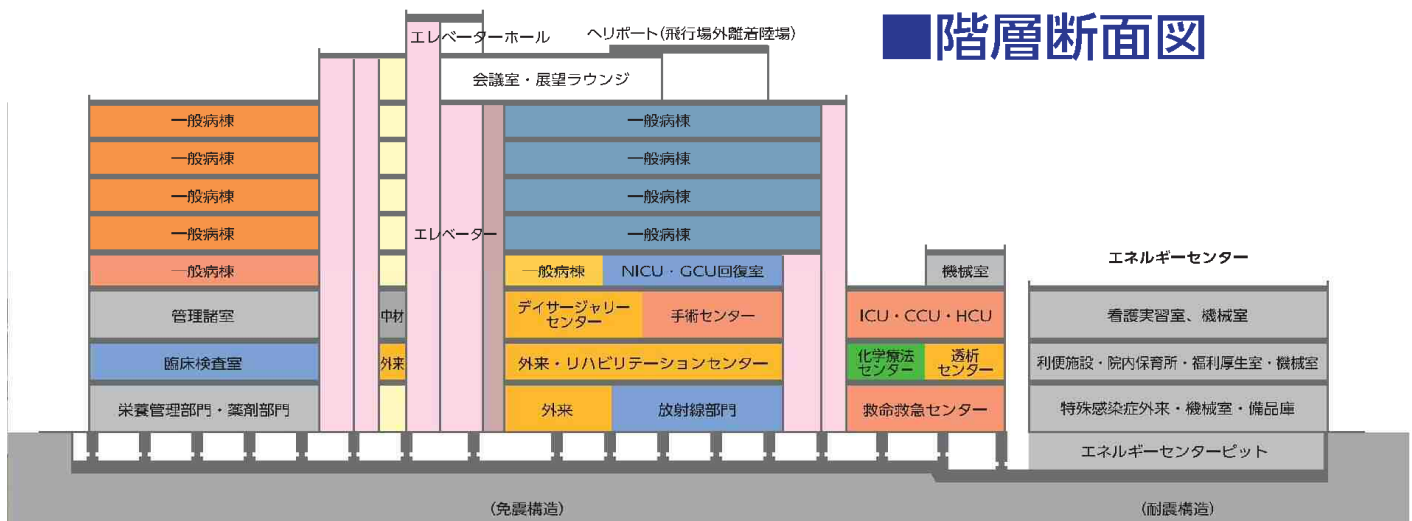 ■階層断面図
エレベーターホール
ヘリポート(飛行場外離着陸場)
会議室・展望ラウンジ
一般病棟
一般病棟
一般病棟
一般病棟
一般病棟
一般病棟
一般病棟
エレベーター
一般病棟
一般病棟
一般病棟
一般病棟
NICU・GCU回復室
機械室
エネルギーセンター
管理諸室
中材
デイサージャリー
センター
手術センター
ICU・CCU・HCU
看護実習室、機械室
臨床検査室
外来
外来・リハビリテーションセンター
化学療法
センター
透析
センター
利便施設・院内保育所・福利厚生室・機械室
栄養管理部門・薬剤部門
外来
放射線部門
救命救急センター
特殊感染症外来・機械室・備品庫
エネルギーセンターピット
(免震構造)
(耐震構造)